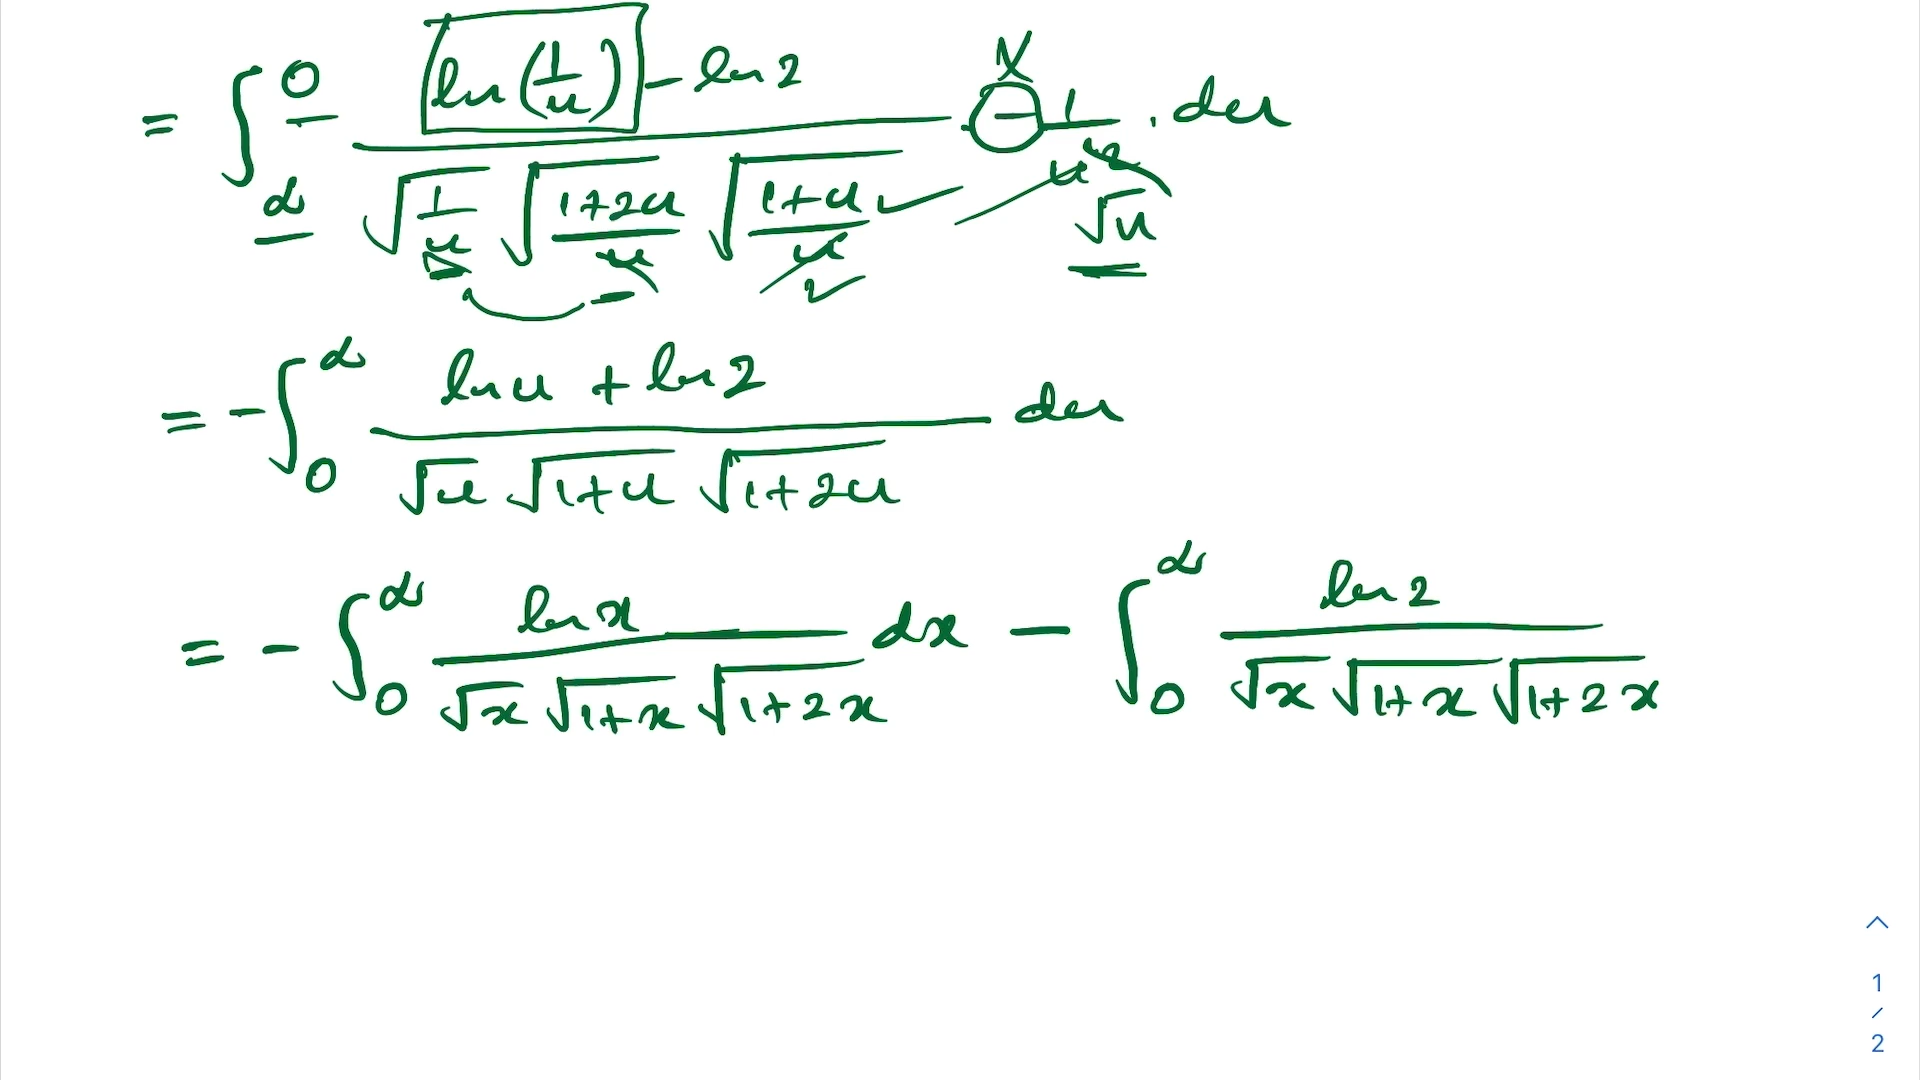 = ∫_∞^0 (ln(1/u) - ln 2) / (√(1/u) √((1+2u)/u) √((1+u)/u)) × -1/u² . du
√u
= - ∫_0^∞ (ln u + ln 2) / (√u √(1+u) √(1+2u)) du
= - ∫_0^∞ ln x / (√x √(1+x) √(1+2x)) dx - ∫_0^∞ ln 2 / (√x √(1+x) √(1+2x))
1
/
2